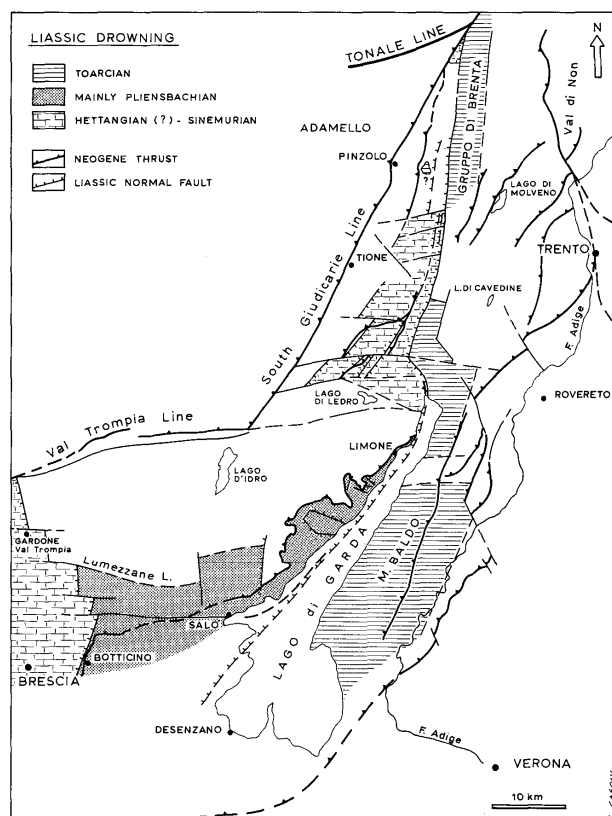 LIASSIC DROWNING
TOARCIAN
MAINLY PLIENSBACHIAN
HETTANGIAN (?) - SINEMURIAN
NEOGENE THRUST
LIASSIC NORMAL FAULT
TONALE LINE
N
ADAMELLO
PINZOLO
GRUPPO DI BRENTA
Val di Non
?
LAGO DI
MOLVENO
TRENTO
TIONE
L. DI CAVEDINE
South Giudicarie Line
F. Adige
ROVERETO
LAGO
DI LEDRO
Val Trompia Line
LIMONE
LAGO
D'IDRO
GARDONE
Val Trompia
Lumezzane L.
M. BALDO
LAGO di GARDA
SALO'
BOTTICINO
BRESCIA
DESENZANO
F. Adige
VERONA
10 km